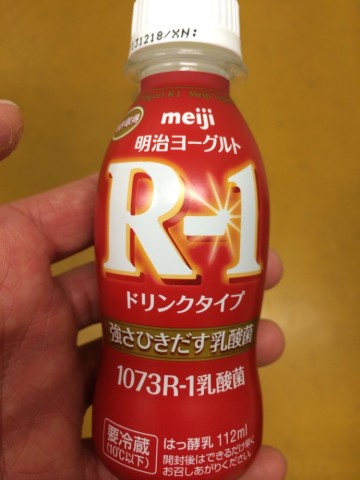 31218/XN:
meiji
明治ヨーグルト
R-1
ドリンクタイプ
強さひきだす乳酸菌
1073R-1乳酸菌
要冷蔵
(10℃以下)
はっ酵乳 112ml
開封後はできるだけ早く
お召しあがりください。